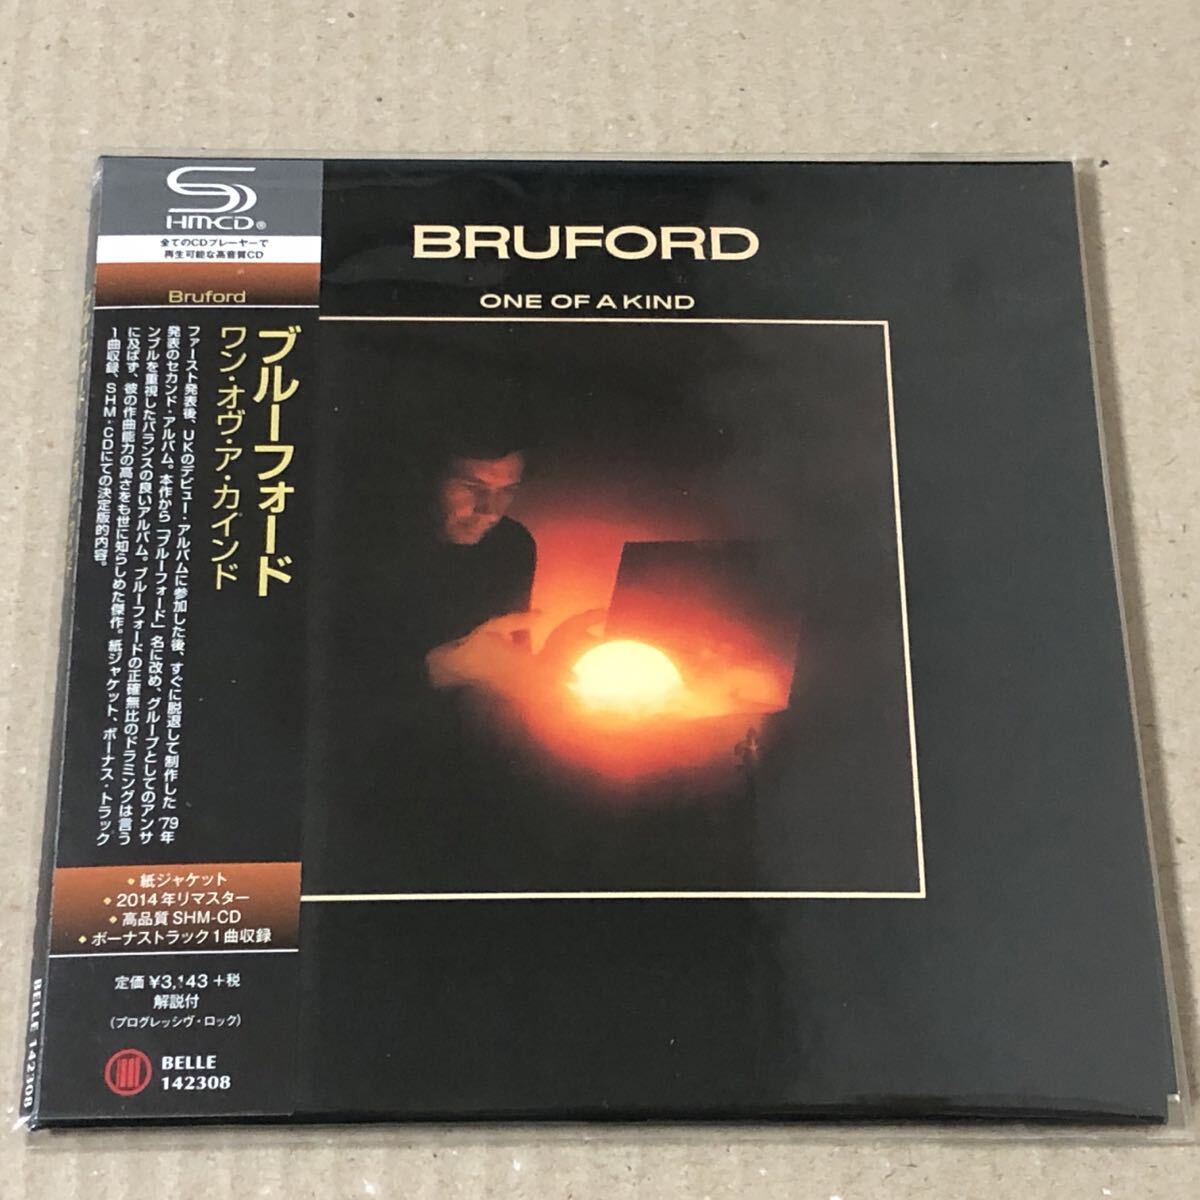 HM-CD®
全てのCDプレーヤーで
再生可能な高音質CD
Bruford
ブルーフォード
ワン・オヴ・ア・カインド
ファースト発表後、UKのデビュー・アルバムに参加した後、すぐに脱退して制作した'79年
発表のセカンド・アルバム。本作から「ブルーフォード」名に改め、グループとしてのアンサ
ンブルを重視したバランスの良いアルバム。ブルーフォードの正確無比のドラミングは言う
に及ばず、彼の作曲能力の高さをも世に知らしめた傑作。紙ジャケット、ボーナス・トラック
1曲収録、SHM-CDにての決定版的内容。
◆紙ジャケット
◆2014年リマスター
◆高品質SHM-CD
◆ボーナストラック1曲収録
定価¥3,143+税
解説付
(プログレッシヴ・ロック)
BELLE
142308
BRUFORD
ONE OF A KIND
BELLE 142308